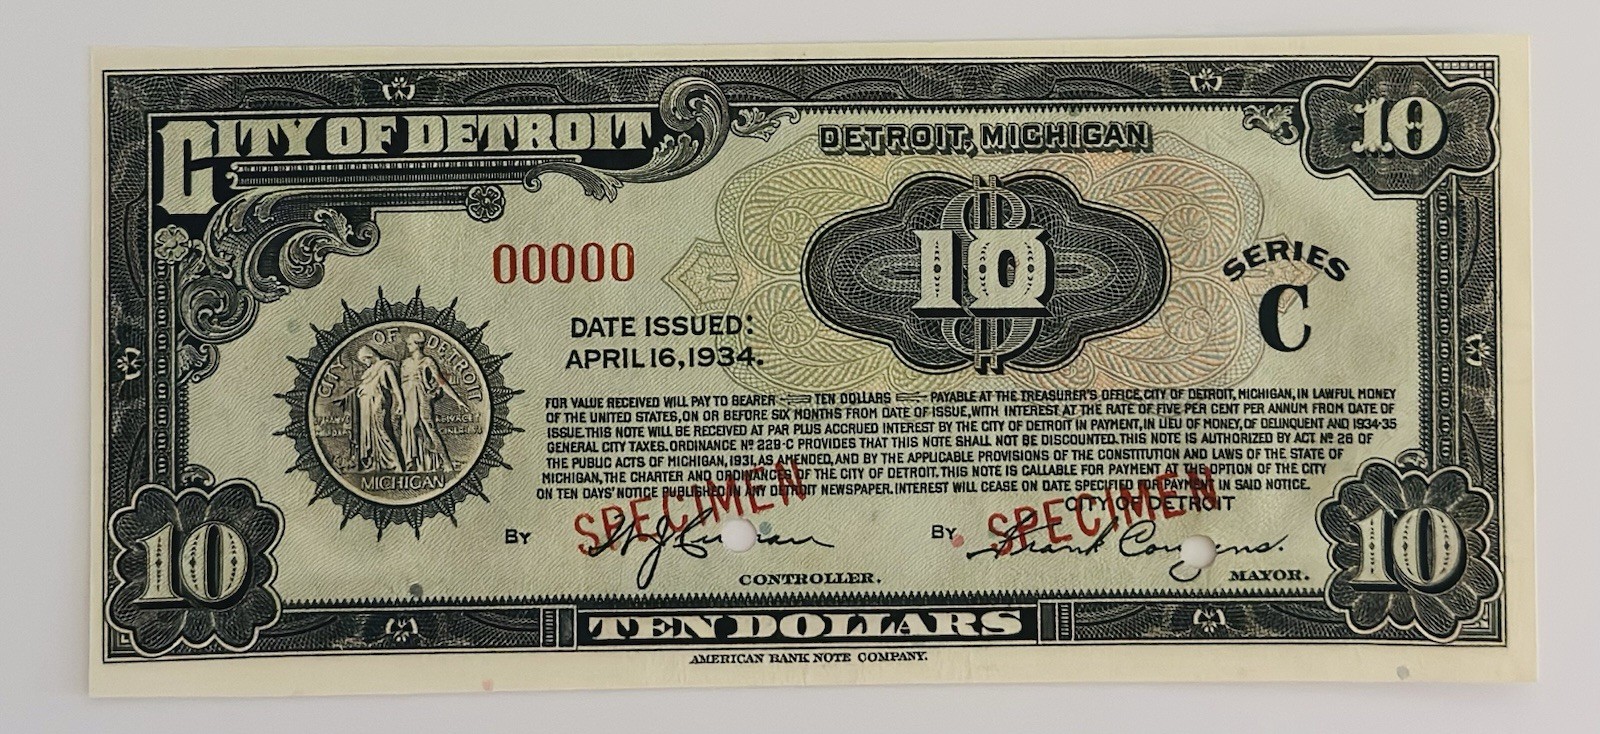 CITY OF DETROIT
DETROIT, MICHIGAN
10
10
00000
SERIES
C
DATE ISSUED:
APRIL 16, 1934.
CITY OF DETROIT
MICHIGAN
FOR VALUE RECEIVED WILL PAY TO BEARER TEN DOLLARS PAYABLE AT THE TREASURER'S OFFICE, CITY OF DETROIT, MICHIGAN, IN LAWFUL MONEY
OF THE UNITED STATES, ON OR BEFORE SIX MONTHS FROM DATE OF ISSUE, WITH INTEREST AT THE RATE OF FIVE PER CENT PER ANNUM FROM DATE OF
ISSUE. THIS NOTE WILL BE RECEIVED AT PAR PLUS ACCRUED INTEREST BY THE CITY OF DETROIT IN PAYMENT, IN LIEU OF MONEY, OF DELINQUENT AND 1934-35
GENERAL CITY TAXES. ORDINANCE Nº 229-C PROVIDES THAT THIS NOTE SHALL NOT BE DISCOUNTED. THIS NOTE IS AUTHORIZED BY ACT Nº 26 OF
THE PUBLIC ACTS OF MICHIGAN, 1931, AS AMENDED, AND BY THE APPLICABLE PROVISIONS OF THE CONSTITUTION AND LAWS OF THE STATE OF
MICHIGAN, THE CHARTER AND ORDINANCES OF THE CITY OF DETROIT. THIS NOTE IS CALLABLE FOR PAYMENT AT THE OPTION OF THE CITY
ON TEN DAYS' NOTICE PUBLISHED IN ANY DETROIT NEWSPAPER. INTEREST WILL CEASE ON DATE SPECIFIED FOR PAYMENT IN SAID NOTICE.
CITY OF DETROIT
SPECIMEN
SPECIMEN
BY
BY Frank Couzens.
CONTROLLER.
MAYOR.
10
10
TEN DOLLARS
AMERICAN BANK NOTE COMPANY.